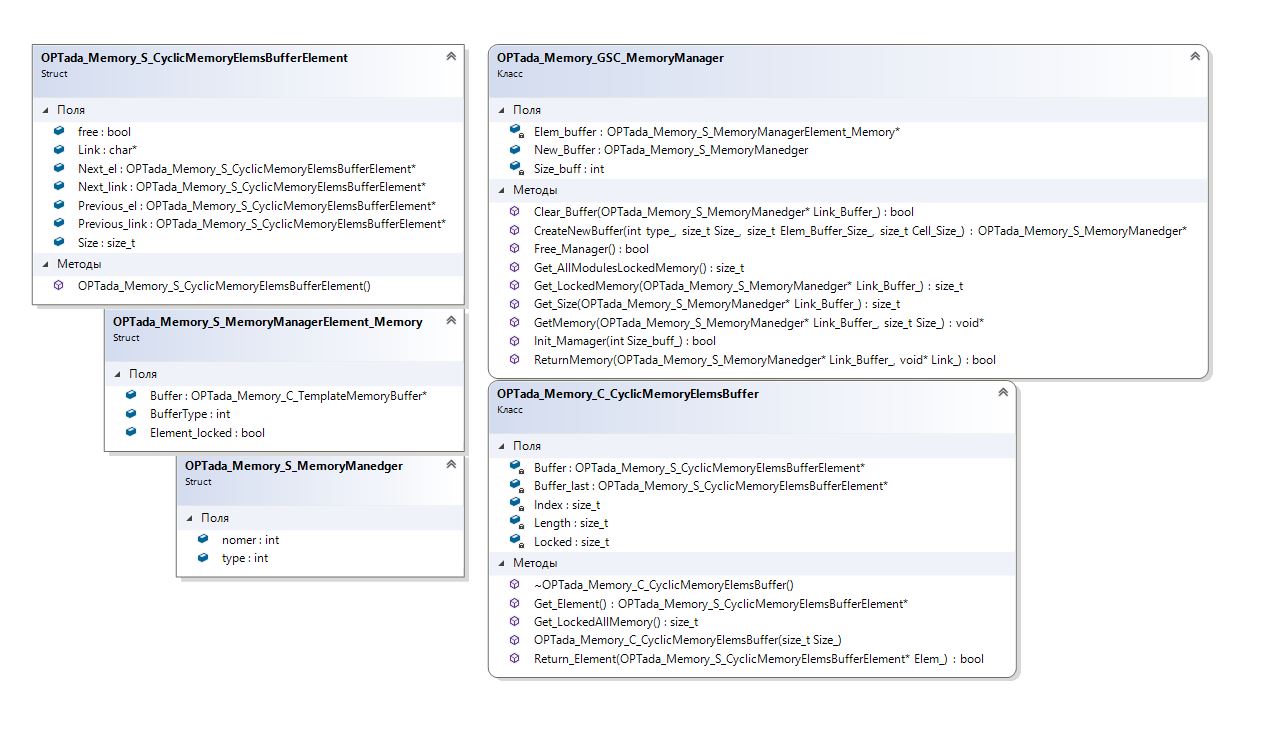 OPTada_Memory_S_CyclicMemoryElemsBufferElement
Struct
Поля
free : bool
Link : char*
Next_el : OPTada_Memory_S_CyclicMemoryElemsBufferElement*
Next_link : OPTada_Memory_S_CyclicMemoryElemsBufferElement*
Previous_el : OPTada_Memory_S_CyclicMemoryElemsBufferElement*
Previous_link : OPTada_Memory_S_CyclicMemoryElemsBufferElement*
Size : size_t
Методы
OPTada_Memory_S_CyclicMemoryElemsBufferElement()
OPTada_Memory_S_MemoryManagerElement_Memory
Struct
Поля
Buffer : OPTada_Memory_C_TemplateMemoryBuffer*
BufferType : int
Element_locked : bool
OPTada_Memory_S_MemoryManedger
Struct
Поля
nomer : int
type : int
OPTada_Memory_GSC_MemoryManager
Класс
Поля
Elem_buffer : OPTada_Memory_S_MemoryManagerElement_Memory*
New_Buffer : OPTada_Memory_S_MemoryManedger
Size_buff : int
Методы
Clear_Buffer(OPTada_Memory_S_MemoryManedger* Link_Buffer_) : bool
CreateNewBuffer(int type_, size_t Size_, size_t Elem_Buffer_Size_, size_t Cell_Size_) : OPTada_Memory_S_MemoryManedger*
Free_Manager() : bool
Get_AllModulesLockedMemory() : size_t
Get_LockedMemory(OPTada_Memory_S_MemoryManedger* Link_Buffer_) : size_t
Get_Size(OPTada_Memory_S_MemoryManedger* Link_Buffer_) : size_t
GetMemory(OPTada_Memory_S_MemoryManedger* Link_Buffer_, size_t Size_) : void*
Init_Mamager(int Size_buff_) : bool
ReturnMemory(OPTada_Memory_S_MemoryManedger* Link_Buffer_, void* Link_) : bool
OPTada_Memory_C_CyclicMemoryElemsBuffer
Класс
Поля
Buffer : OPTada_Memory_S_CyclicMemoryElemsBufferElement*
Buffer_last : OPTada_Memory_S_CyclicMemoryElemsBufferElement*
Index : size_t
Length : size_t
Locked : size_t
Методы
~OPTada_Memory_C_CyclicMemoryElemsBuffer()
Get_Element() : OPTada_Memory_S_CyclicMemoryElemsBufferElement*
Get_LockedAllMemory() : size_t
OPTada_Memory_C_CyclicMemoryElemsBuffer(size_t Size_)
Return_Element(OPTada_Memory_S_CyclicMemoryElemsBufferElement* Elem_) : bool